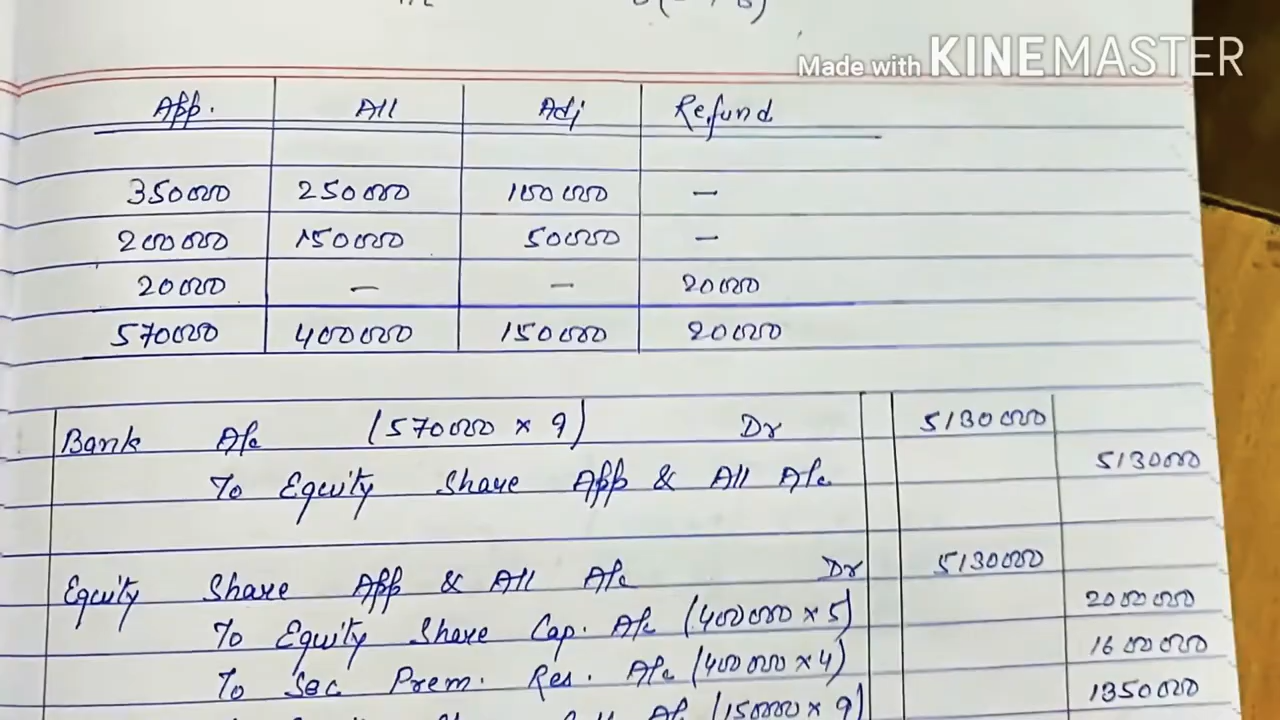 Made with KINEMASTER
App. All Adj Refund
350000 250000 100000 –
200000 150000 50000 –
20000 – – 20000
570000 400000 150000 20000
Bank A/c (570000 × 9) Dr 5130000
To Equity Share App & All A/c 5130000
Equity Share App & All A/c Dr 5130000
To Equity Share Cap. A/c (400000 × 5) 2000000
To Sec Prem. Res. A/c (400000 × 4) 1600000
A/c (150000 × 9) 1350000